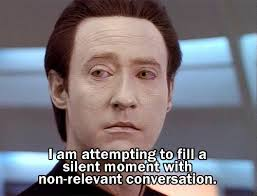 I am attempting to fill a
silent moment with
non-relevant conversation.